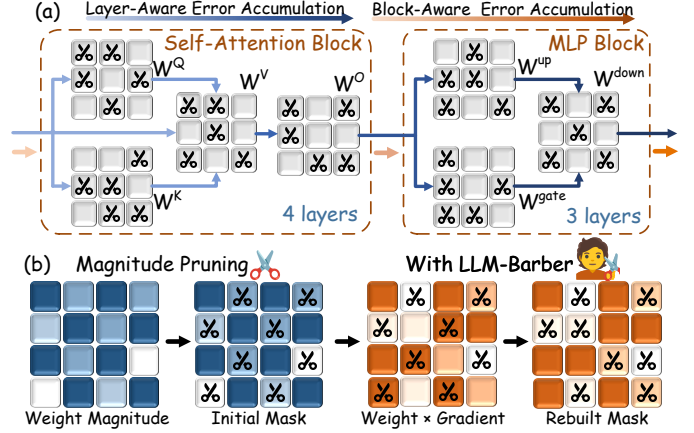 (a)
Layer-Aware Error Accumulation
Block-Aware Error Accumulation
Self-Attention Block
MLP Block
W^Q
W^V
W^O
W^up
W^down
W^K
W^gate
4 layers
3 layers
(b)
Magnitude Pruning
With LLM-Barber
Weight Magnitude
Initial Mask
Weight × Gradient
Rebuilt Mask